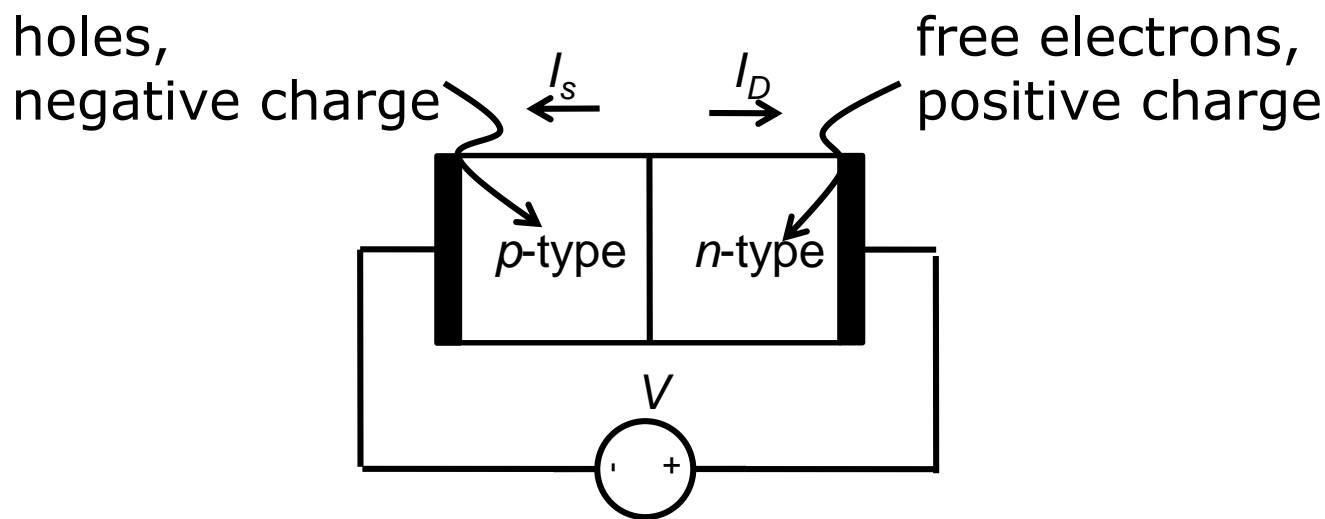 holes,
negative charge
I_s
I_D
free electrons,
positive charge
p-type
n-type
V
- +